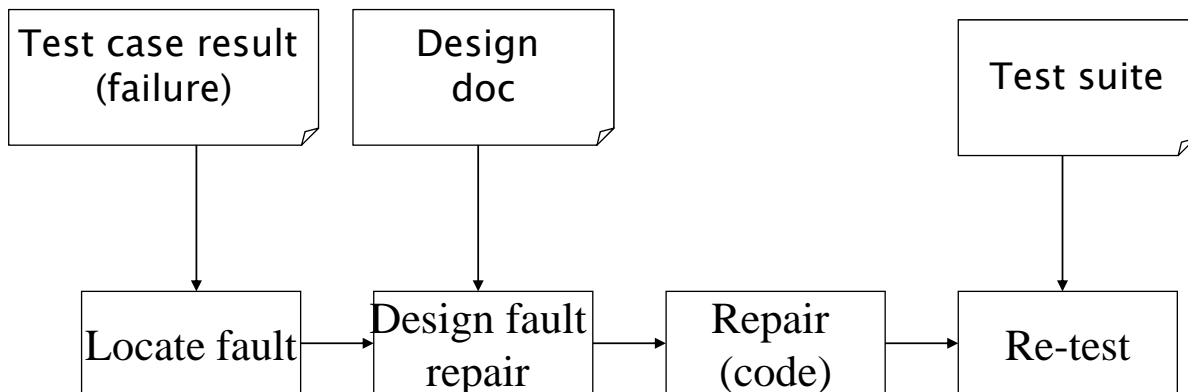 Test case result
(failure)
Design
doc
Test suite
Locate fault
Design fault
repair
Repair
(code)
Re-test